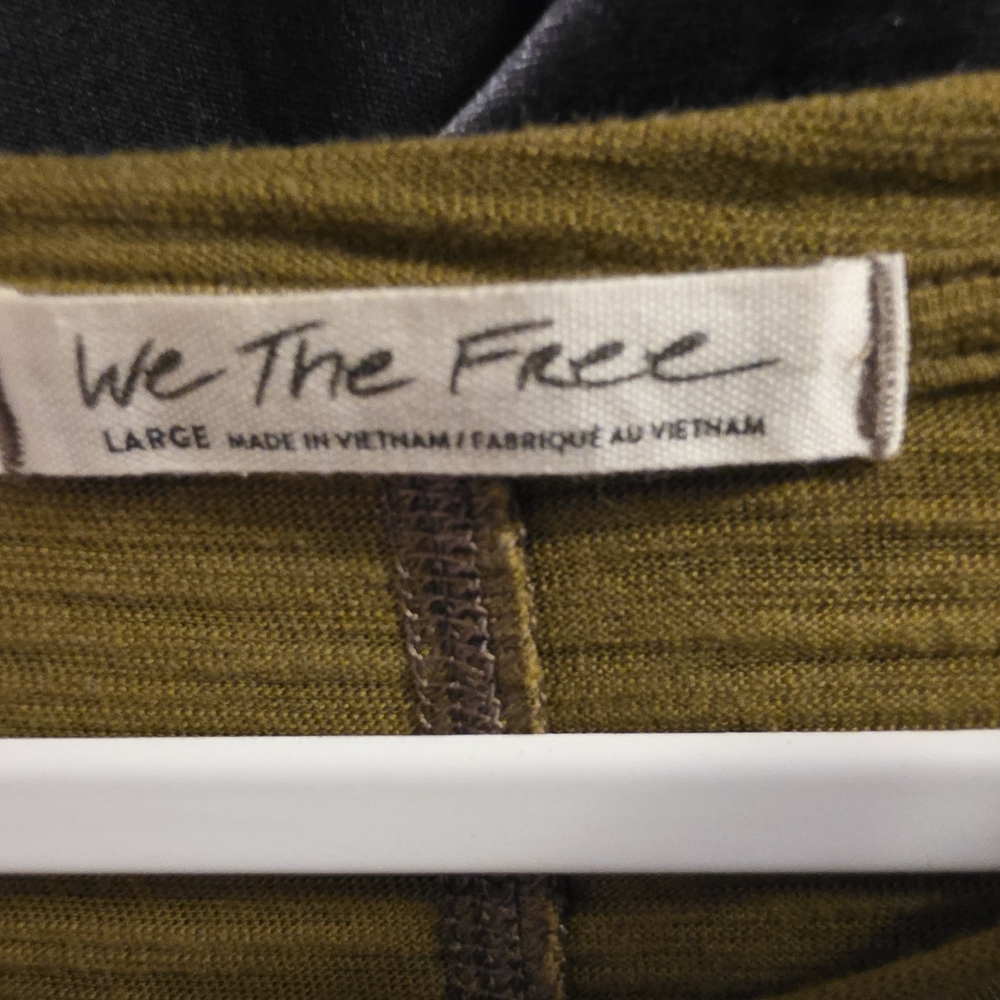 We The Free
LARGE MADE IN VIETNAM / FABRIQUÉ AU VIETNAM